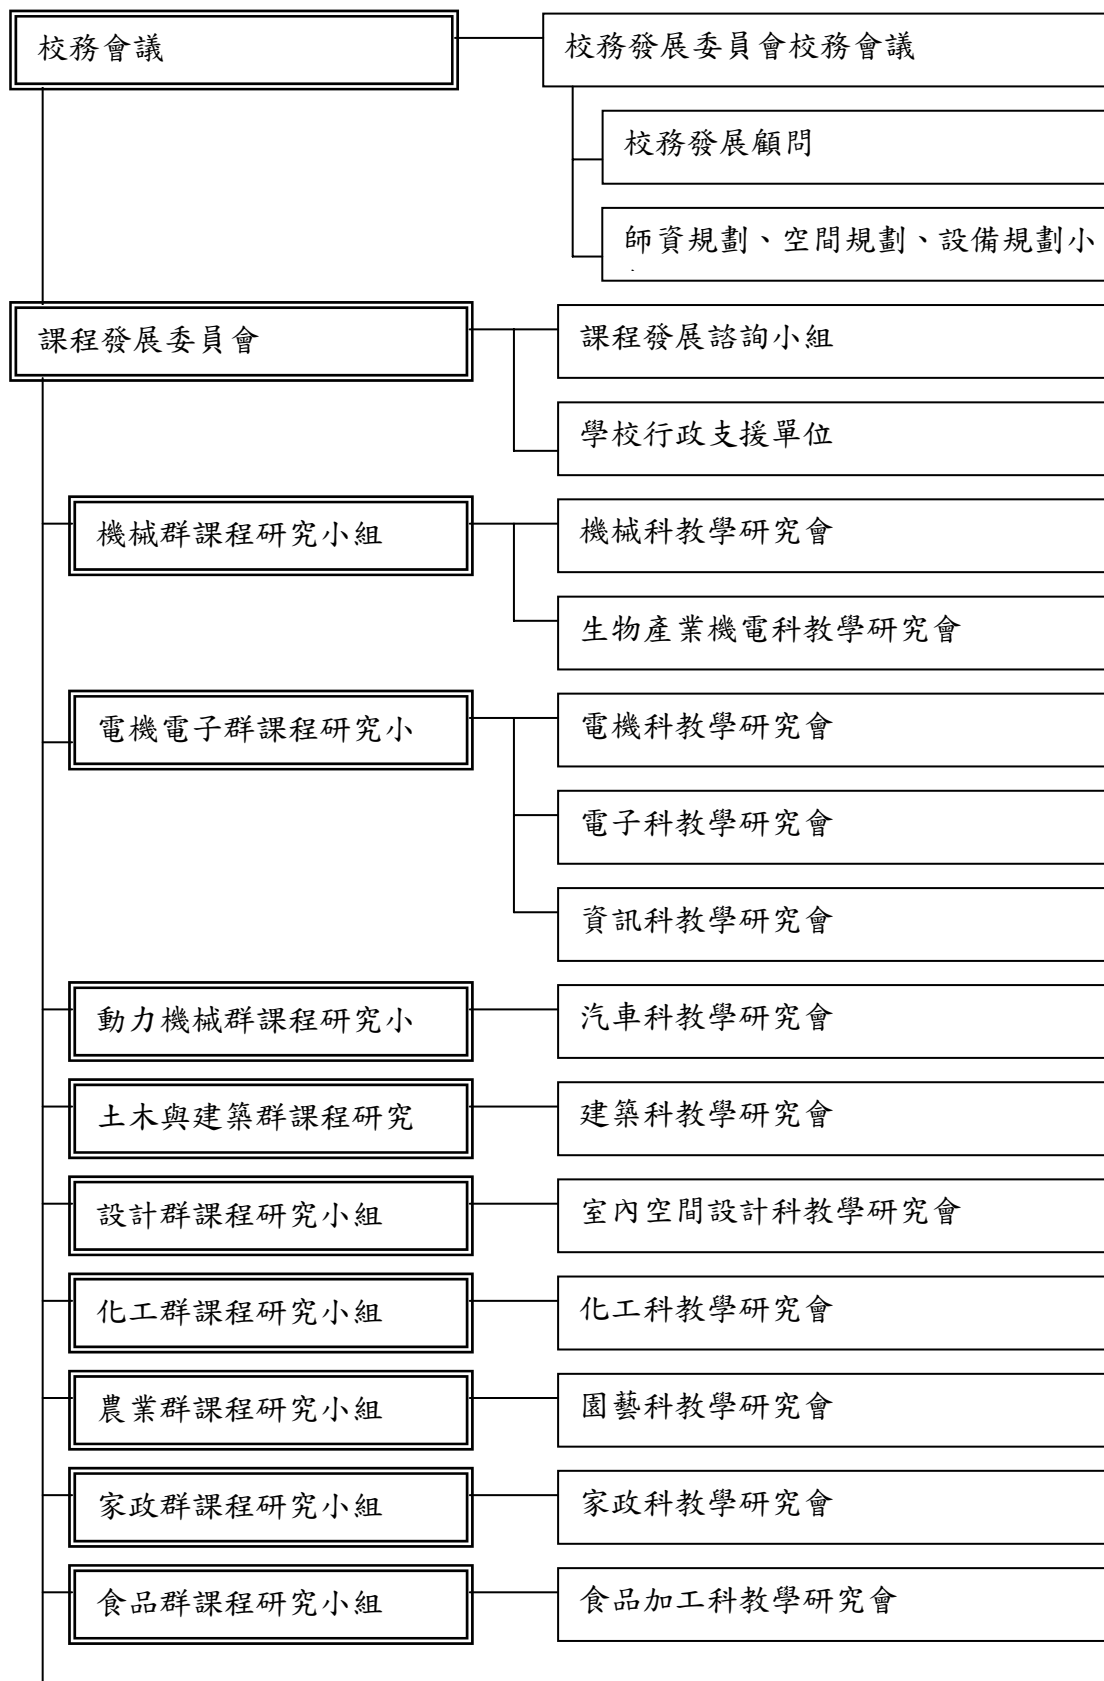 校務會議
校務發展委員會校務會議
校務發展顧問
師資規劃、空間規劃、設備規劃小
課程發展委員會
課程發展諮詢小組
學校行政支援單位
機械群課程研究小組
機械科教學研究會
生物產業機電科教學研究會
電機電子群課程研究小
電機科教學研究會
電子科教學研究會
資訊科教學研究會
動力機械群課程研究小
汽車科教學研究會
土木與建築群課程研究
建築科教學研究會
設計群課程研究小組
室內空間設計科教學研究會
化工群課程研究小組
化工科教學研究會
農業群課程研究小組
園藝科教學研究會
家政群課程研究小組
家政科教學研究會
食品群課程研究小組
食品加工科教學研究會